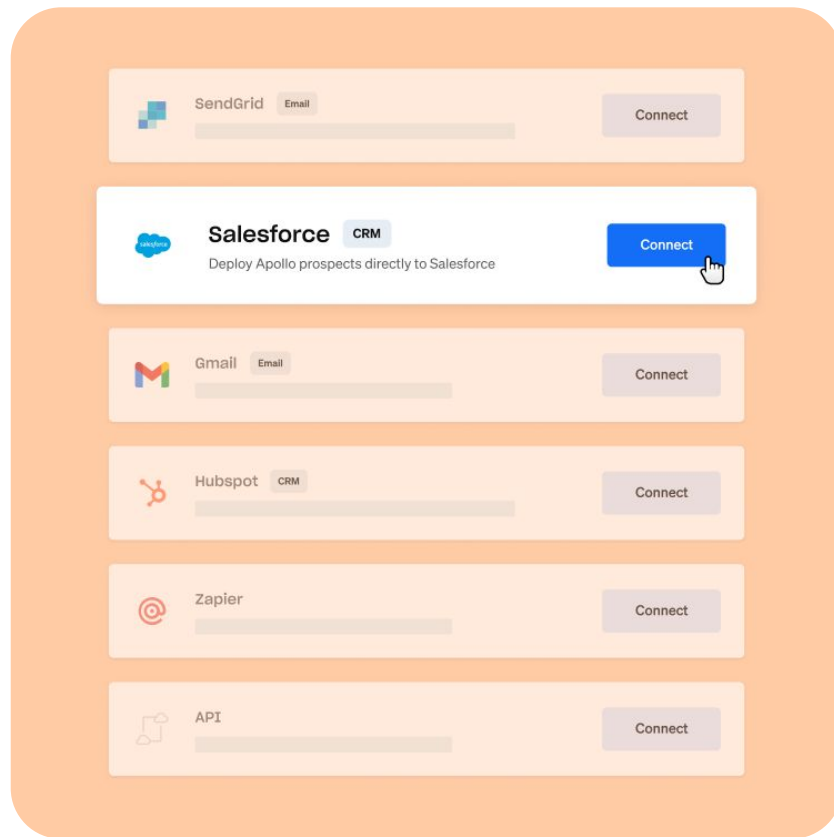 SendGrid Email
Connect
salesforce
Salesforce CRM
Deploy Apollo prospects directly to Salesforce
Connect
Gmail Email
Connect
Hubspot CRM
Connect
Zapier
Connect
API
Connect